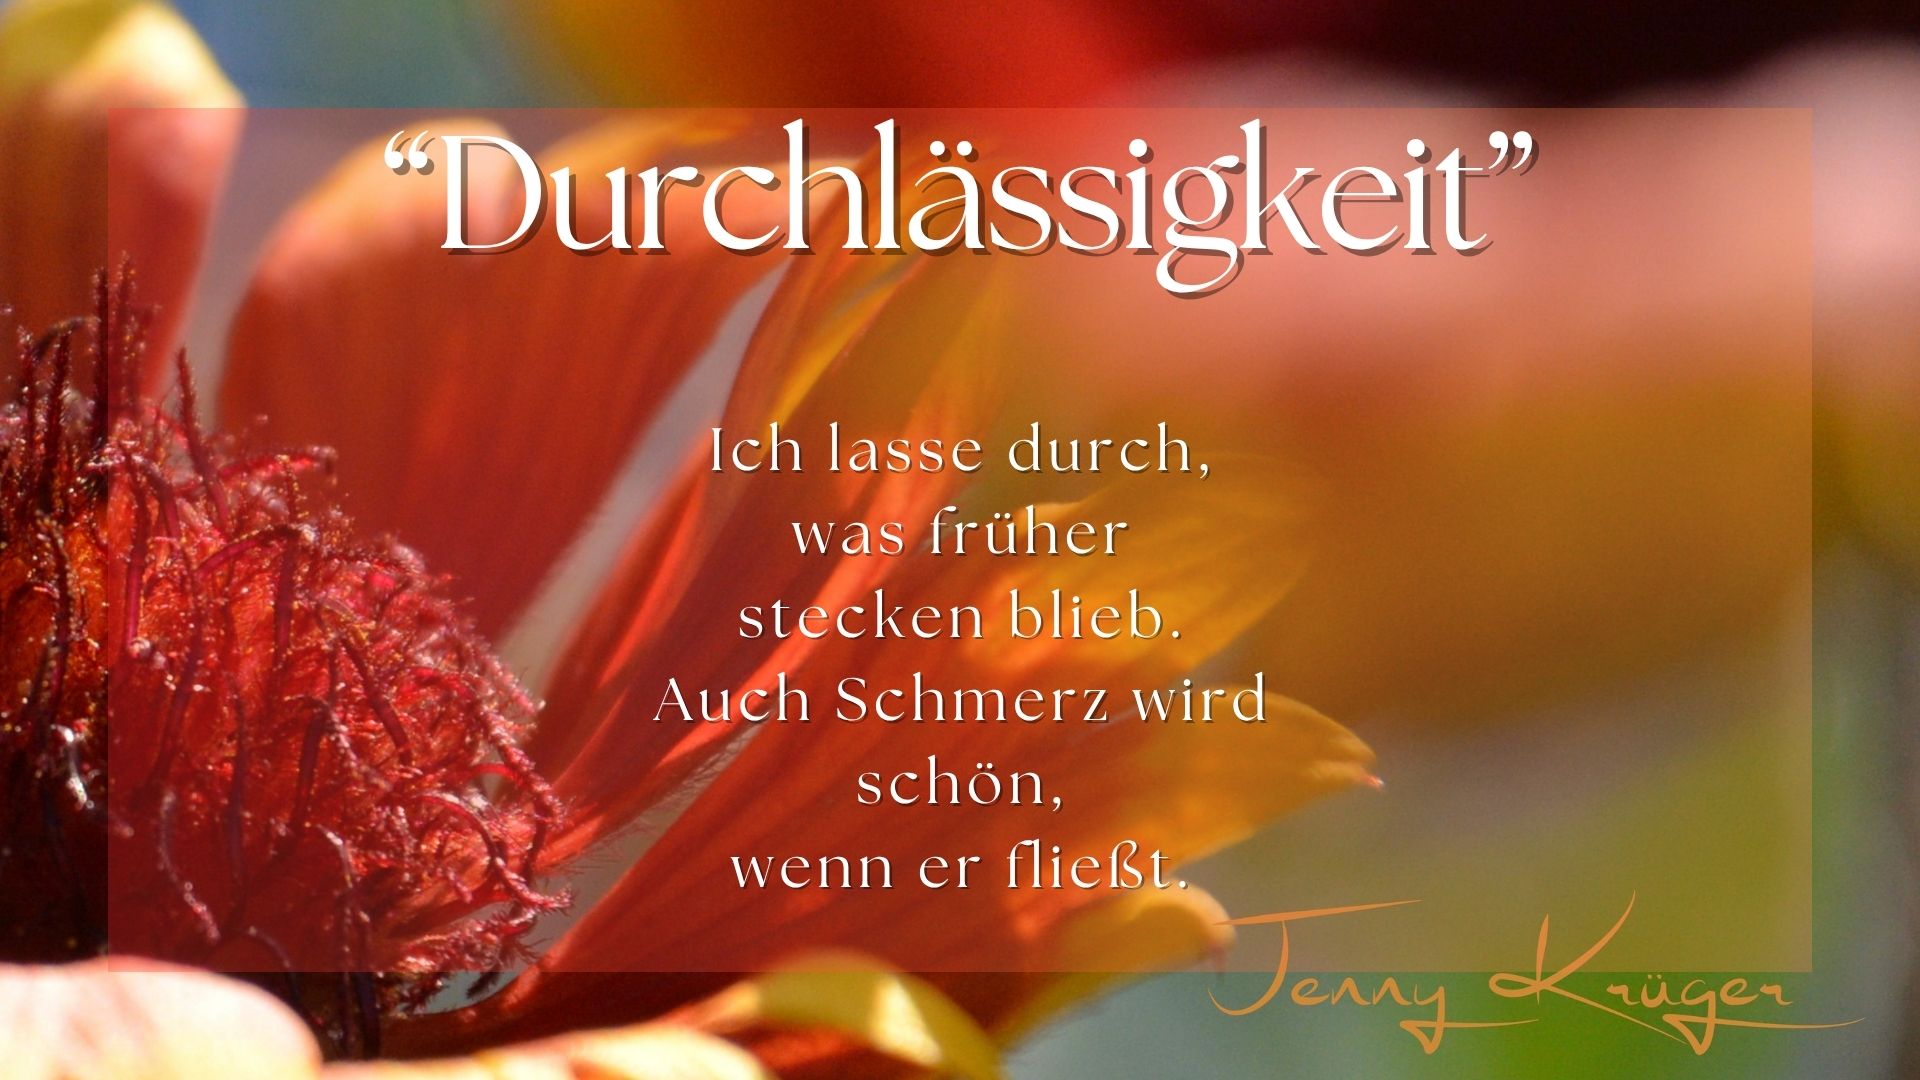 “Durchlässigkeit”
Ich lasse durch,
was früher
stecken blieb.
Auch Schmerz wird
schön,
wenn er fließt.
Jenny Krüger